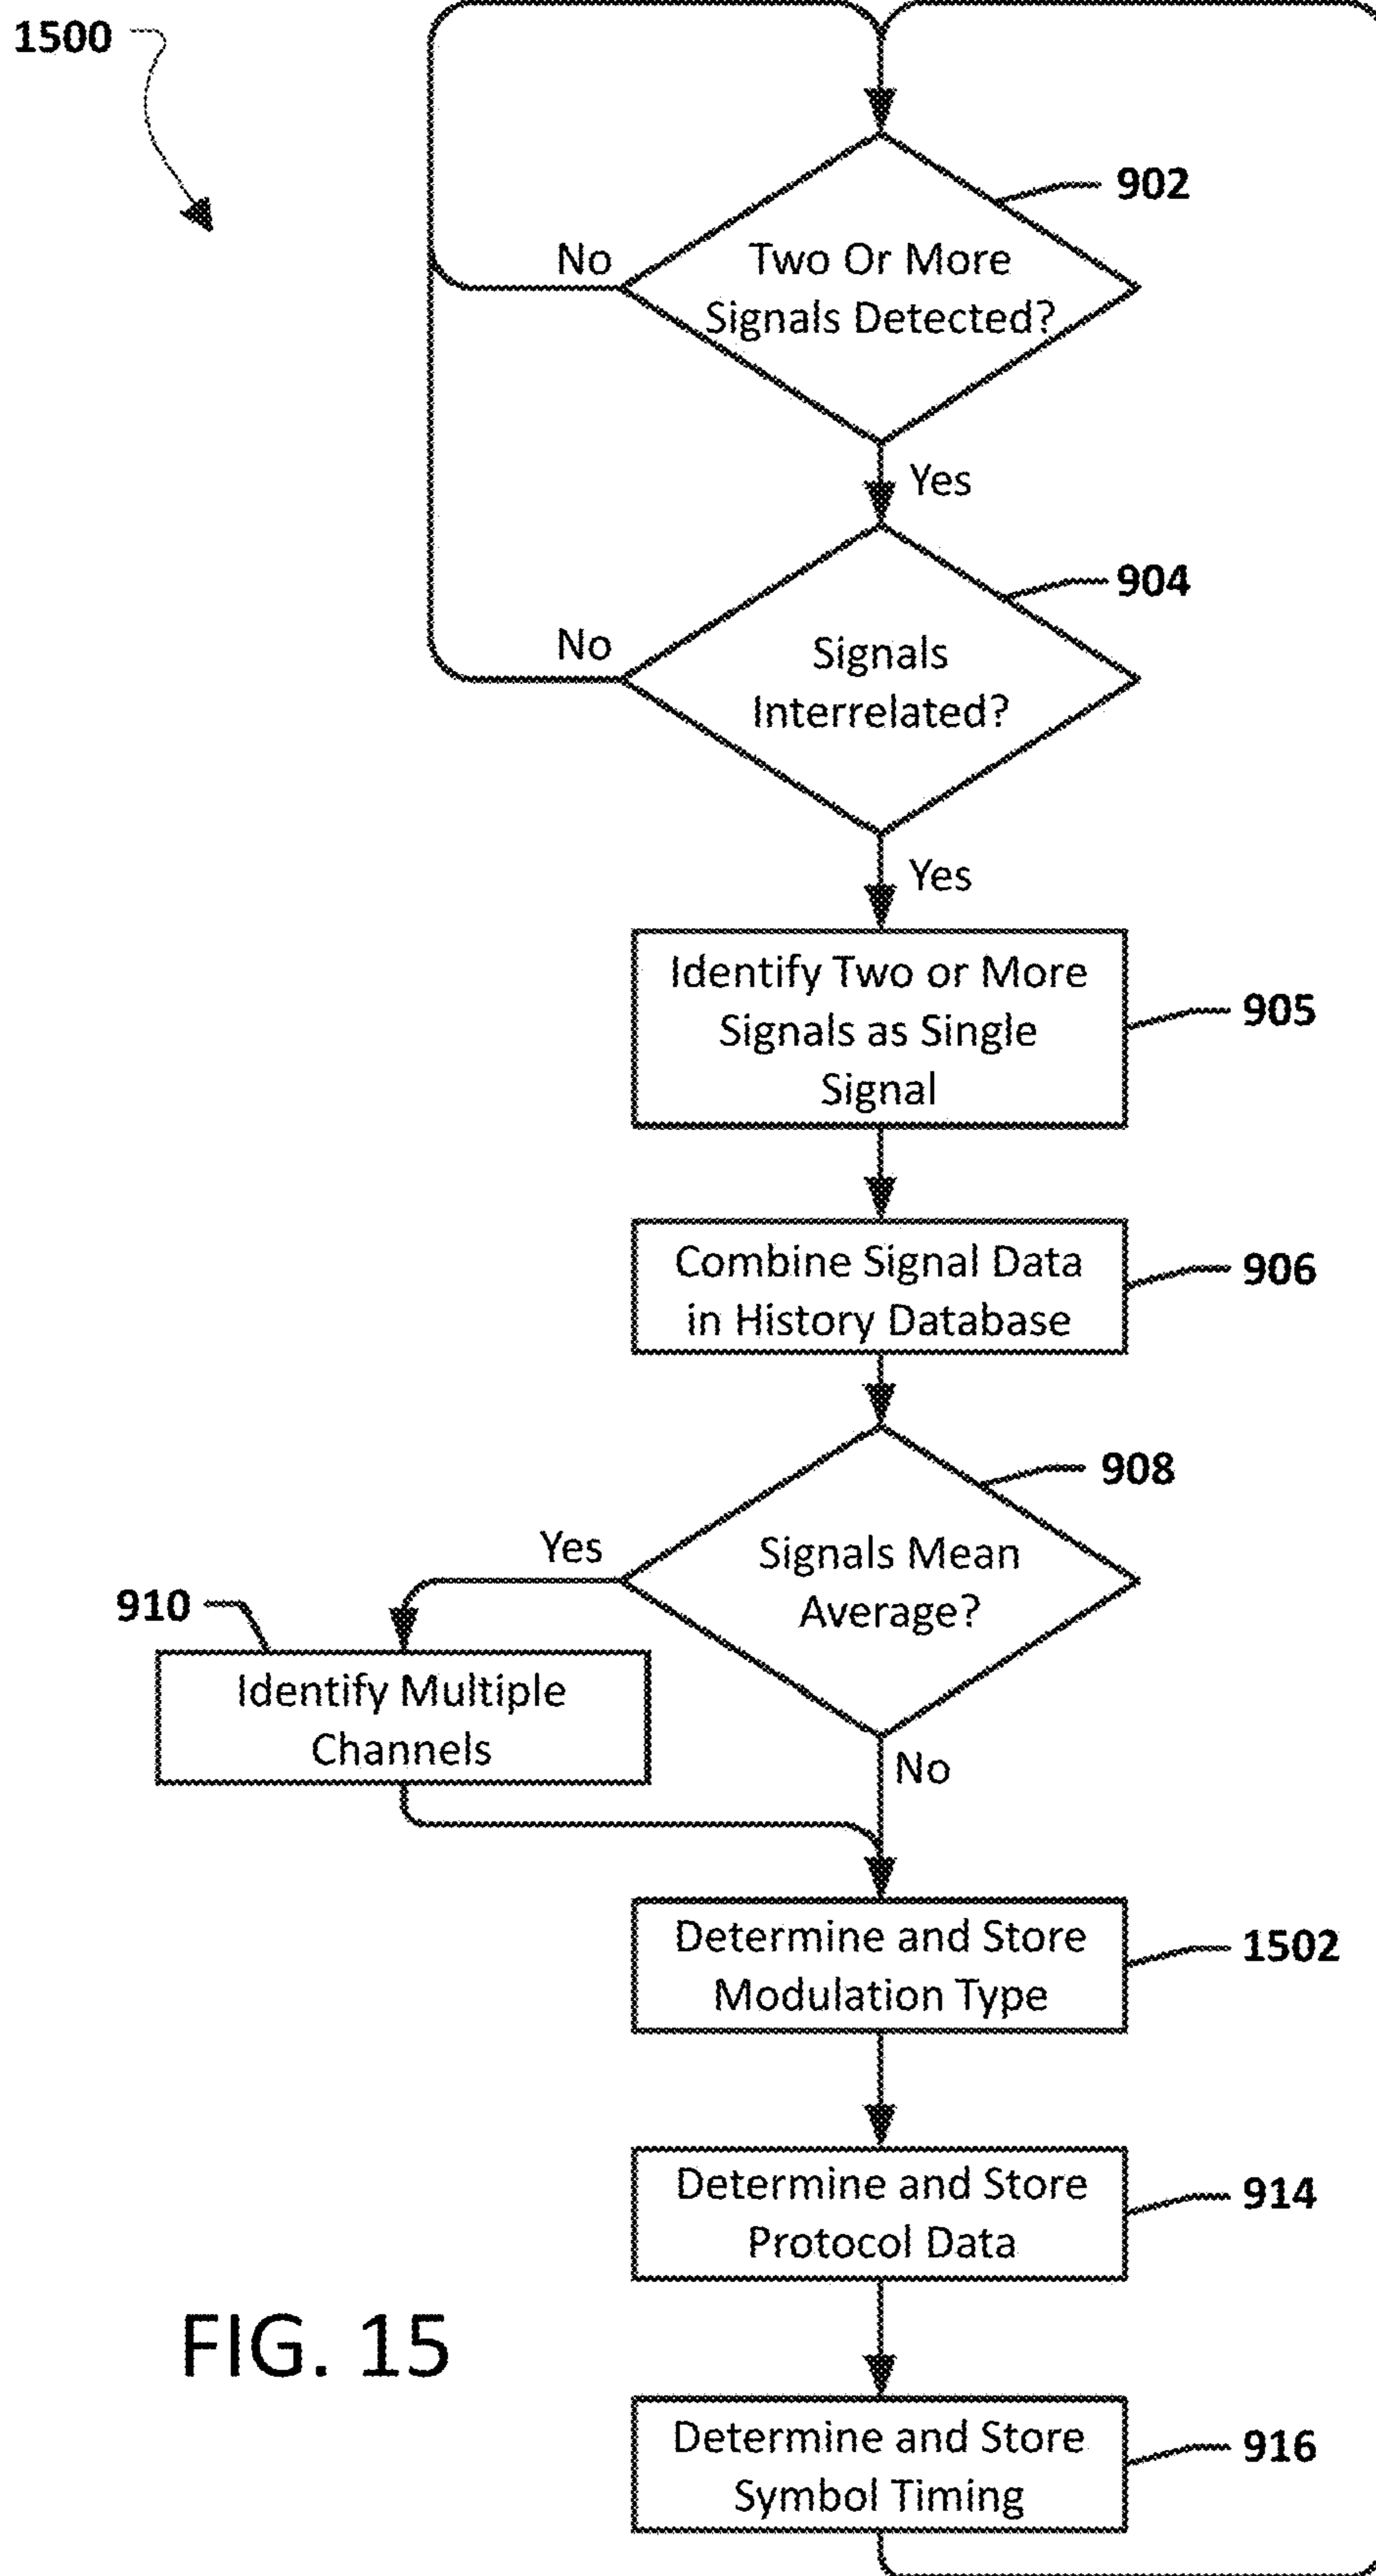 1500
902
No
Two Or More
Signals Detected?
Yes
904
No
Signals
Interrelated?
Yes
Identify Two or More
Signals as Single
Signal
905
Combine Signal Data
in History Database
906
908
Yes
Signals Mean
Average?
910
Identify Multiple
Channels
No
Determine and Store
Modulation Type
1502
Determine and Store
Protocol Data
914
FIG. 15
Determine and Store
Symbol Timing
916